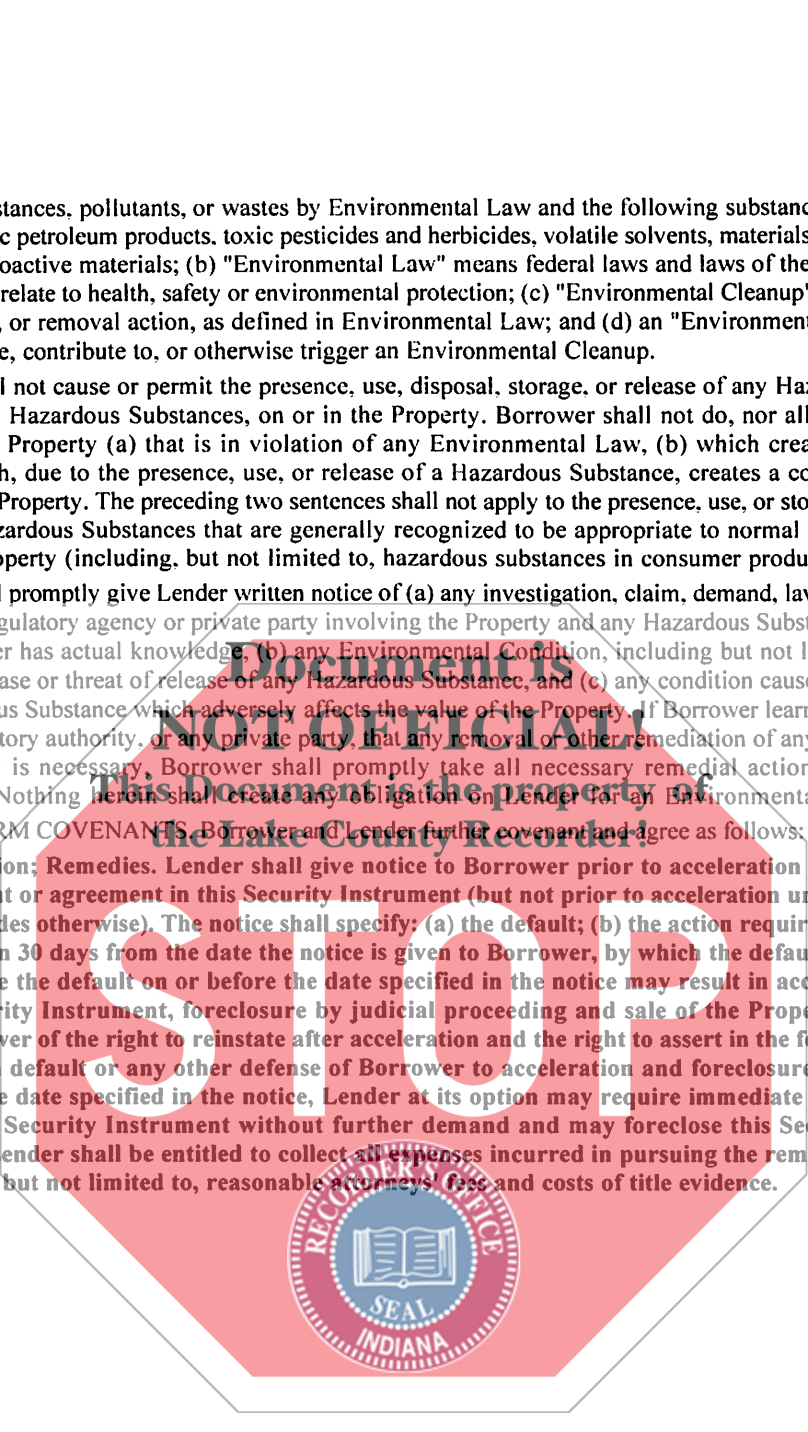 stances, pollutants, or wastes by Environmental Law and the following substanc
c petroleum products, toxic pesticides and herbicides, volatile solvents, materials
oactive materials; (b) "Environmental Law" means federal laws and laws of the
relate to health, safety or environmental protection; (c) "Environmental Cleanup"
, or removal action, as defined in Environmental Law; and (d) an "Environment
e, contribute to, or otherwise trigger an Environmental Cleanup.
l not cause or permit the presence, use, disposal, storage, or release of any Haz
Hazardous Substances, on or in the Property. Borrower shall not do, nor all
Property (a) that is in violation of any Environmental Law, (b) which crea
h, due to the presence, use, or release of a Hazardous Substance, creates a co
Property. The preceding two sentences shall not apply to the presence, use, or sto
zardous Substances that are generally recognized to be appropriate to normal
operty (including, but not limited to, hazardous substances in consumer produ
l promptly give Lender written notice of (a) any investigation, claim, demand, law
gulatory agency or private party involving the Property and any Hazardous Subst
er has actual knowledge, (b) any Environmental Condition, including but not l
ase or threat of release of any Hazardous Substance, and (c) any condition cause
us Substance which adversely affects the value of the Property. If Borrower learn
tory authority, or any private party, that any removal or other remediation of any
is necessary, Borrower shall promptly take all necessary remedial action
Nothing herein shall create any obligation on Lender for an Environmenta
RM COVENANTS. Borrower and Lender further covenant and agree as follows:
ion; Remedies. Lender shall give notice to Borrower prior to acceleration
nt or agreement in this Security Instrument (but not prior to acceleration un
des otherwise). The notice shall specify: (a) the default; (b) the action requir
n 30 days from the date the notice is given to Borrower, by which the defau
e the default on or before the date specified in the notice may result in acc
rity Instrument, foreclosure by judicial proceeding and sale of the Prope
ver of the right to reinstate after acceleration and the right to assert in the fo
default or any other defense of Borrower to acceleration and foreclosure
e date specified in the notice, Lender at its option may require immediate
Security Instrument without further demand and may foreclose this Se
ender shall be entitled to collect all expenses incurred in pursuing the rem
but not limited to, reasonable attorneys' fees and costs of title evidence.
Document is
NOT OFFICIAL!
This Document is the property of
the Lake County Recorder!
STOP
RECORDER'S OFFICE
SEAL
INDIANA